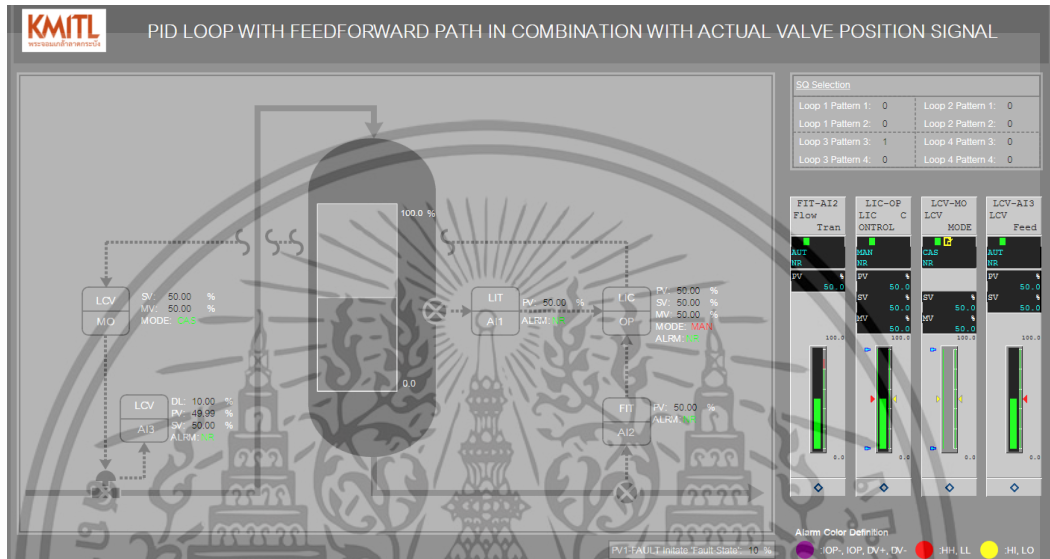 KMITL
พระจอมเกล้าลาดกระบัง
PID LOOP WITH FEEDFORWARD PATH IN COMBINATION WITH ACTUAL VALVE POSITION SIGNAL
SQ Selection
Loop 1 Pattern 1: 0 Loop 2 Pattern 1: 0
Loop 1 Pattern 2: 0 Loop 2 Pattern 2: 0
Loop 3 Pattern 3: 1 Loop 4 Pattern 3: 0
Loop 3 Pattern 4: 0 Loop 4 Pattern 4: 0
100.0 %
0.0
LCV
MO
SV: 50.00 %
MV: 50.00 %
MODE:
LIT
AI1
PV: 50.00 %
ALRM:
LIC
OP
PV: 50.00 %
SV: 50.00 %
MV: 50.00 %
MODE: MAN
ALRM:
LCV
AI3
DL: 10.00 %
PV: 49.99 %
SV: 50.00 %
ALRM:
FIT
AI2
PV: 50.00 %
ALRM:
FIT-AI2
Flow
Tran
AUT
NR
PV %
50.0
100.0
0.0
LIC-OP
LIC C
ONTROL
MAN
NR
PV %
50.0
SV %
50.0
MV %
50.0
100.0
0.0
LCV-MO
LCV
MODE
CAS
NR
SV %
50.0
MV %
50.0
100.0
0.0
LCV-AI3
LCV
Feed
AUT
NR
PV %
50.0
SV %
50.0
100.0
0.0
PV1-FAULT Initate 'Fault-State': 10 %
Alarm Color Definition
:IOP-, IOP, DV+, DV- :HH, LL :HI, LO